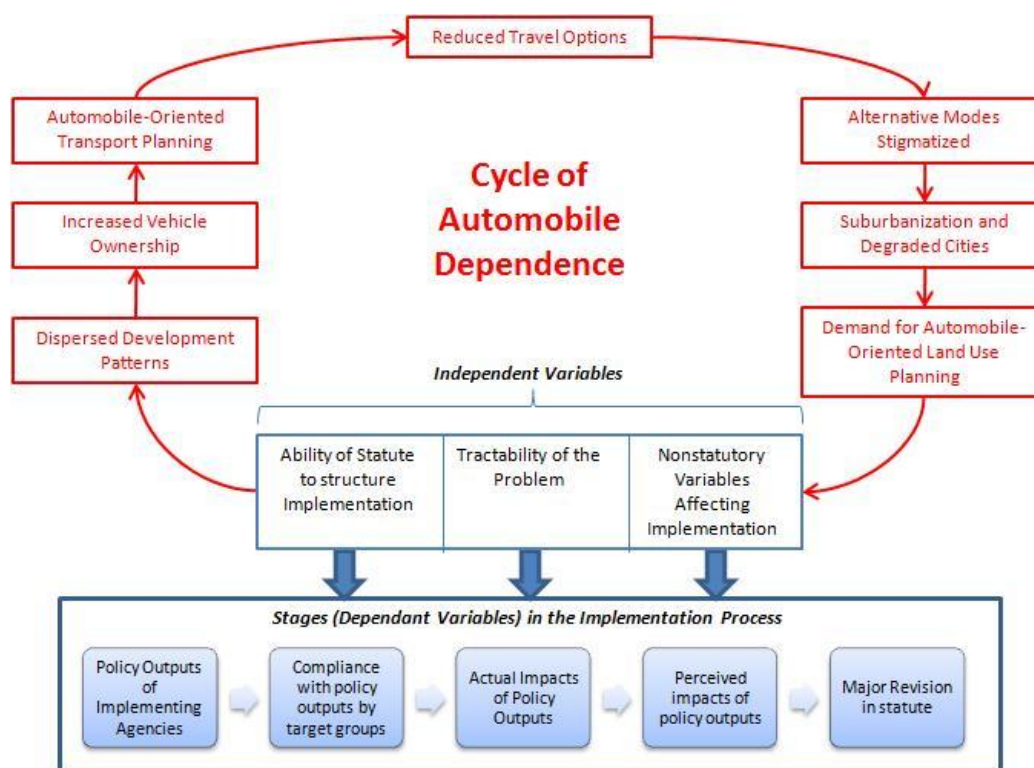 Reduced Travel Options
Automobile-Oriented
Transport Planning
Alternative Modes
Stigmatized
Cycle of
Automobile
Dependence
Increased Vehicle
Ownership
Suburbanization and
Degraded Cities
Dispersed Development
Patterns
Demand for Automobile-
Oriented Land Use
Planning
Independent Variables
Ability of Statute
to structure
Implementation
Tractability of the
Problem
Nonstatutory
Variables
Affecting
Implementation
Stages (Dependant Variables) in the Implementation Process
Policy Outputs
of
Implementing
Agencies
Compliance
with policy
outputs by
target groups
Actual Impacts
of Policy
Outputs
Perceived
impacts of
policy outputs
Major Revision
in statute